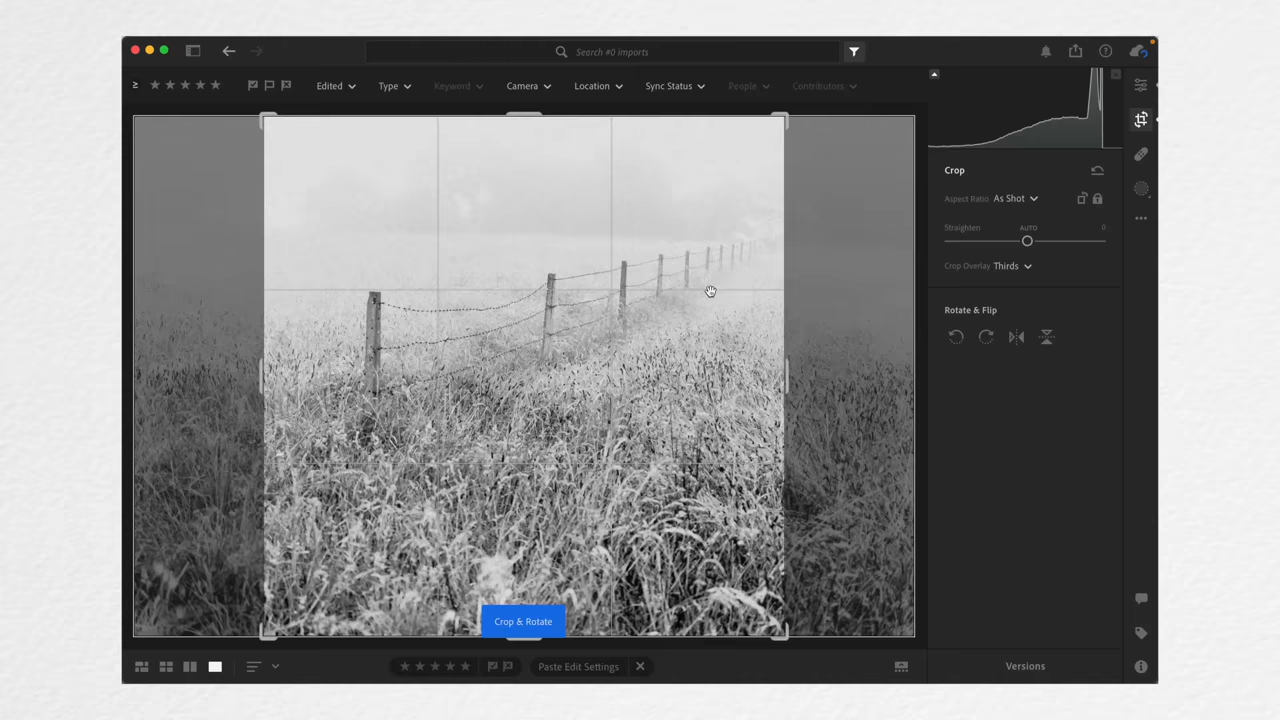 Search #0 imports
≥
Edited
Type
Keyword
Camera
Location
Sync Status
People
Contributors
Crop
Aspect Ratio As Shot
Straighten AUTO 0
Crop Overlay Thirds
Rotate & Flip
Crop & Rotate
Paste Edit Settings
Versions